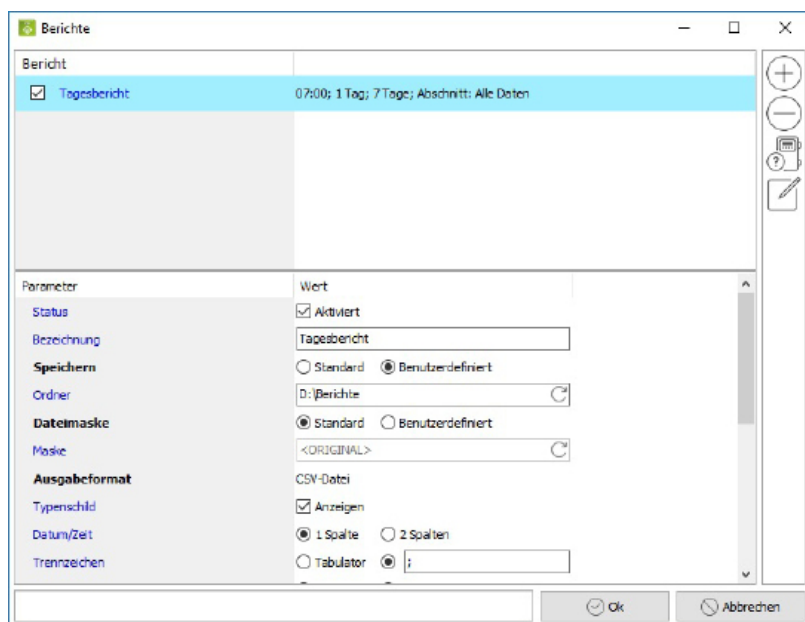 Berichte
Bericht
Tagesbericht 07:00; 1 Tag; 7 Tage; Abschnitt: Alle Daten
Parameter Wert
Status Aktiviert
Bezeichnung Tagesbericht
Speichern Standard Benutzerdefiniert
Ordner D:\Berichte
Dateimaske Standard Benutzerdefiniert
Maske <ORIGINAL>
Ausgabeformat CSV-Datei
Typenschild Anzeigen
Datum/Zeit 1 Spalte 2 Spalten
Trennzeichen Tabulator ;
Ok Abbrechen